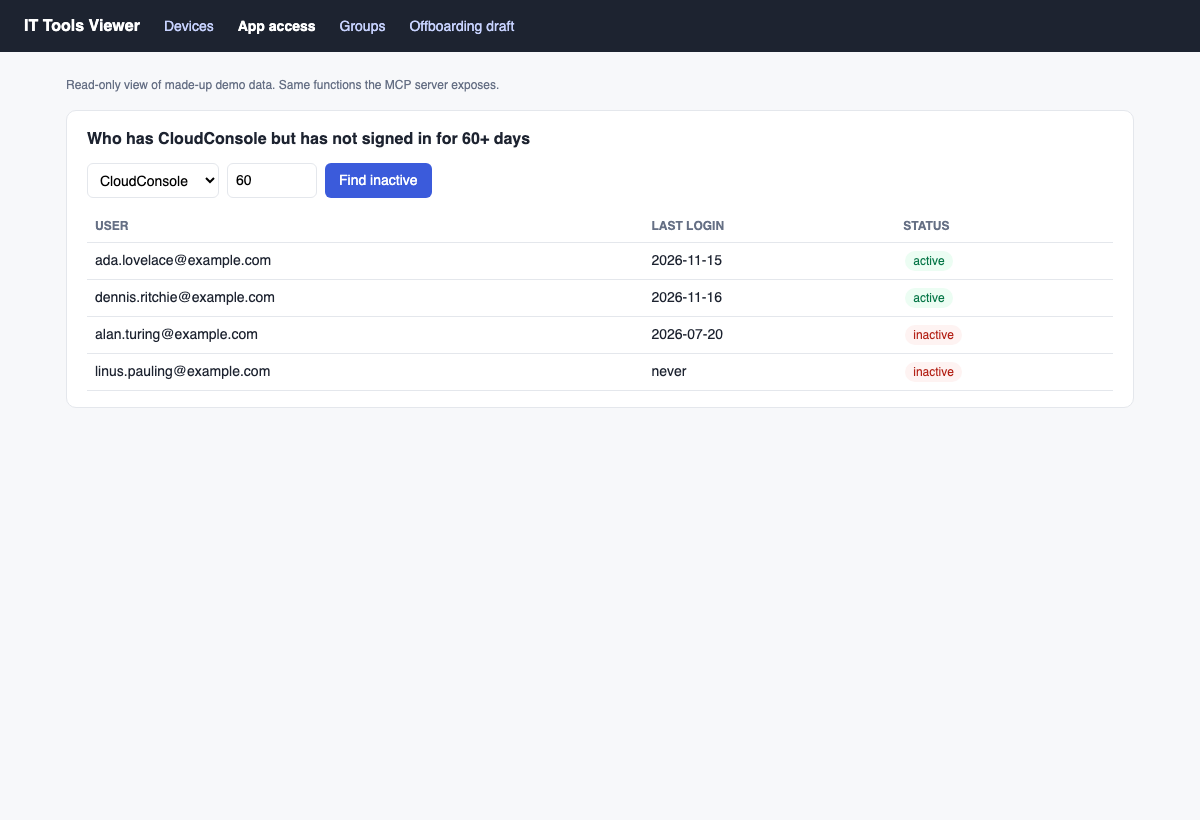 IT Tools Viewer Devices App access Groups Offboarding draft
Read-only view of made-up demo data. Same functions the MCP server exposes.
Who has CloudConsole but has not signed in for 60+ days
CloudConsole 60 Find inactive
USER LAST LOGIN STATUS
ada.lovelace@example.com 2026-11-15 active
dennis.ritchie@example.com 2026-11-16 active
alan.turing@example.com 2026-07-20 inactive
linus.pauling@example.com never inactive